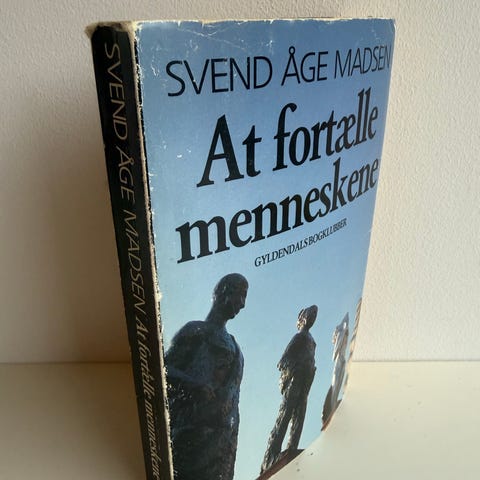 SVEND ÅGE MADSEN
At fortælle
menneskene
GYLDENDALS BOGKLUBBER
SVEND ÅGE MADSEN / At fortælle menneskene